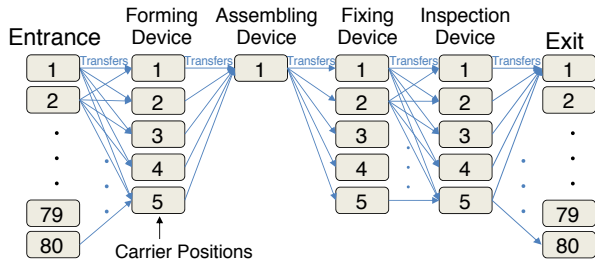 Entrance
Forming
Device
Assembling
Device
Fixing
Device
Inspection
Device
Exit
Transfers
Transfers
Transfers
Transfers
Transfers
1
2
79
80
1
2
3
4
5
1
1
2
3
4
5
1
2
3
4
5
1
2
79
80
Carrier Positions